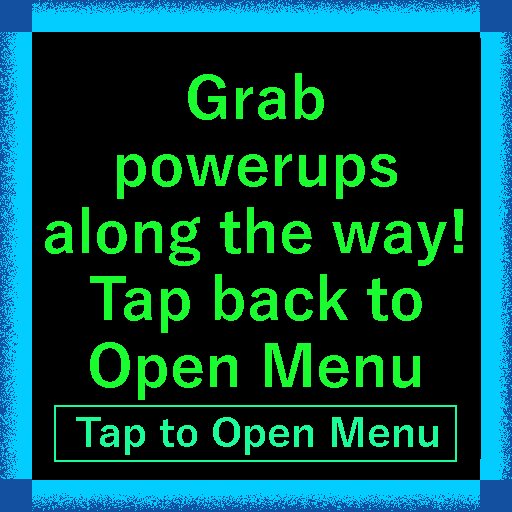 Grab
powerups
along the way!
Tap back to
Open Menu
Tap to Open Menu